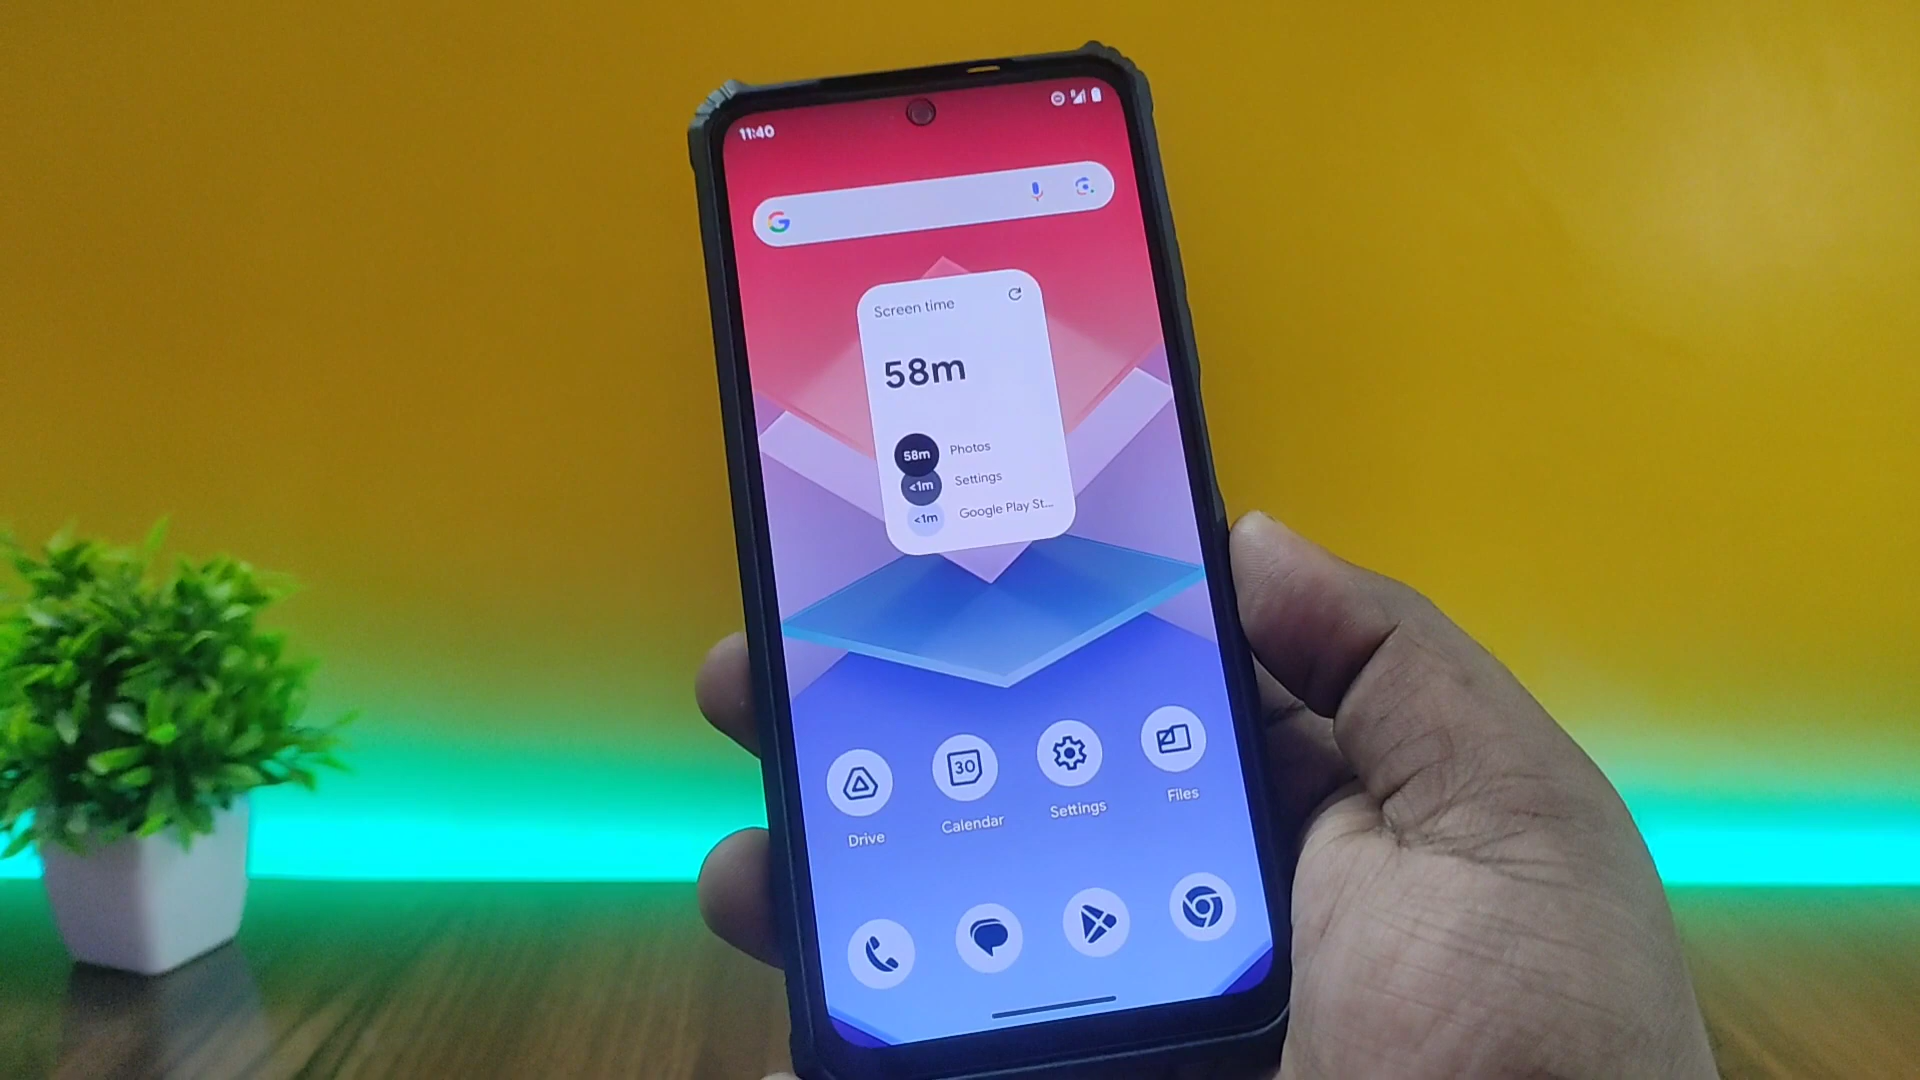 11:40
G
Screen time
58m
58m Photos
<1m Settings
<1m Google Play St...
Drive
30
Calendar
Settings
Files